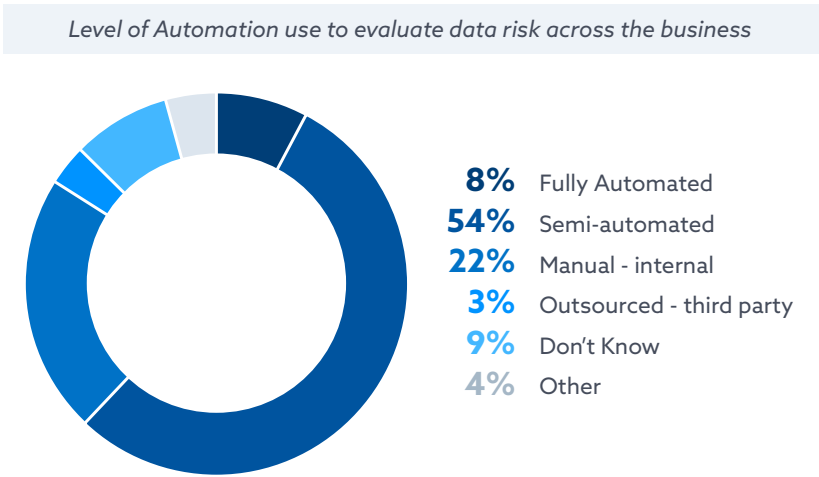 Level of Automation use to evaluate data risk across the business
8% Fully Automated
54% Semi-automated
22% Manual - internal
3% Outsourced - third party
9% Don’t Know
4% Other